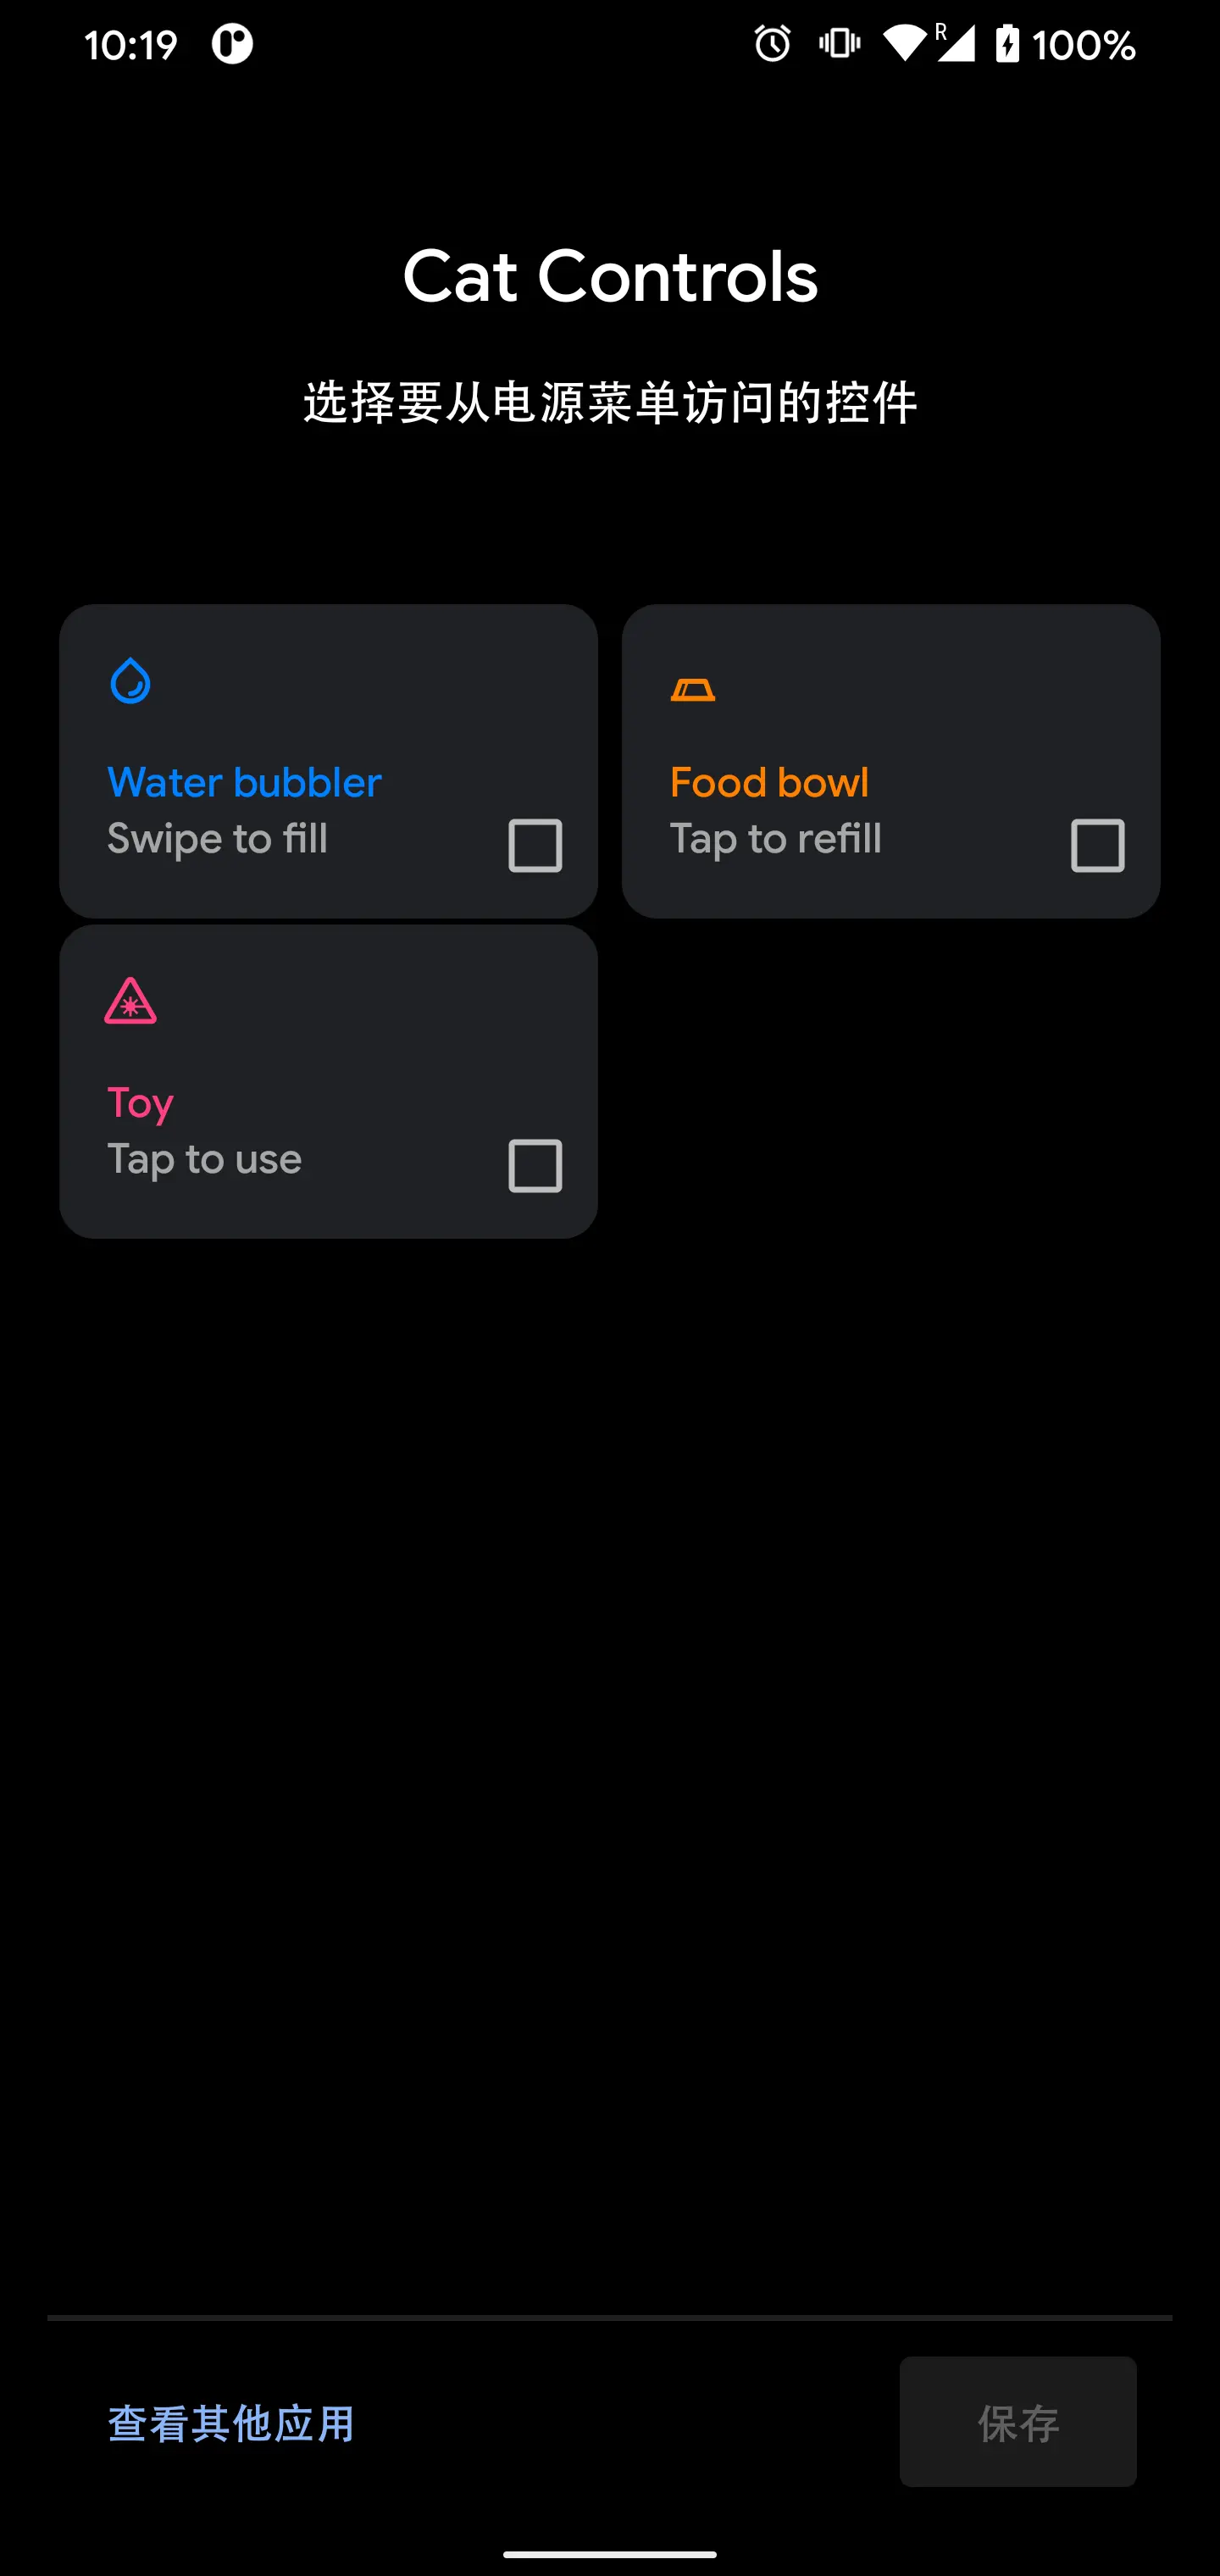 10:19
R
100%
Cat Controls
选择要从电源菜单访问的控件
Water bubbler
Swipe to fill
Food bowl
Tap to refill
Toy
Tap to use
查看其他应用
保存